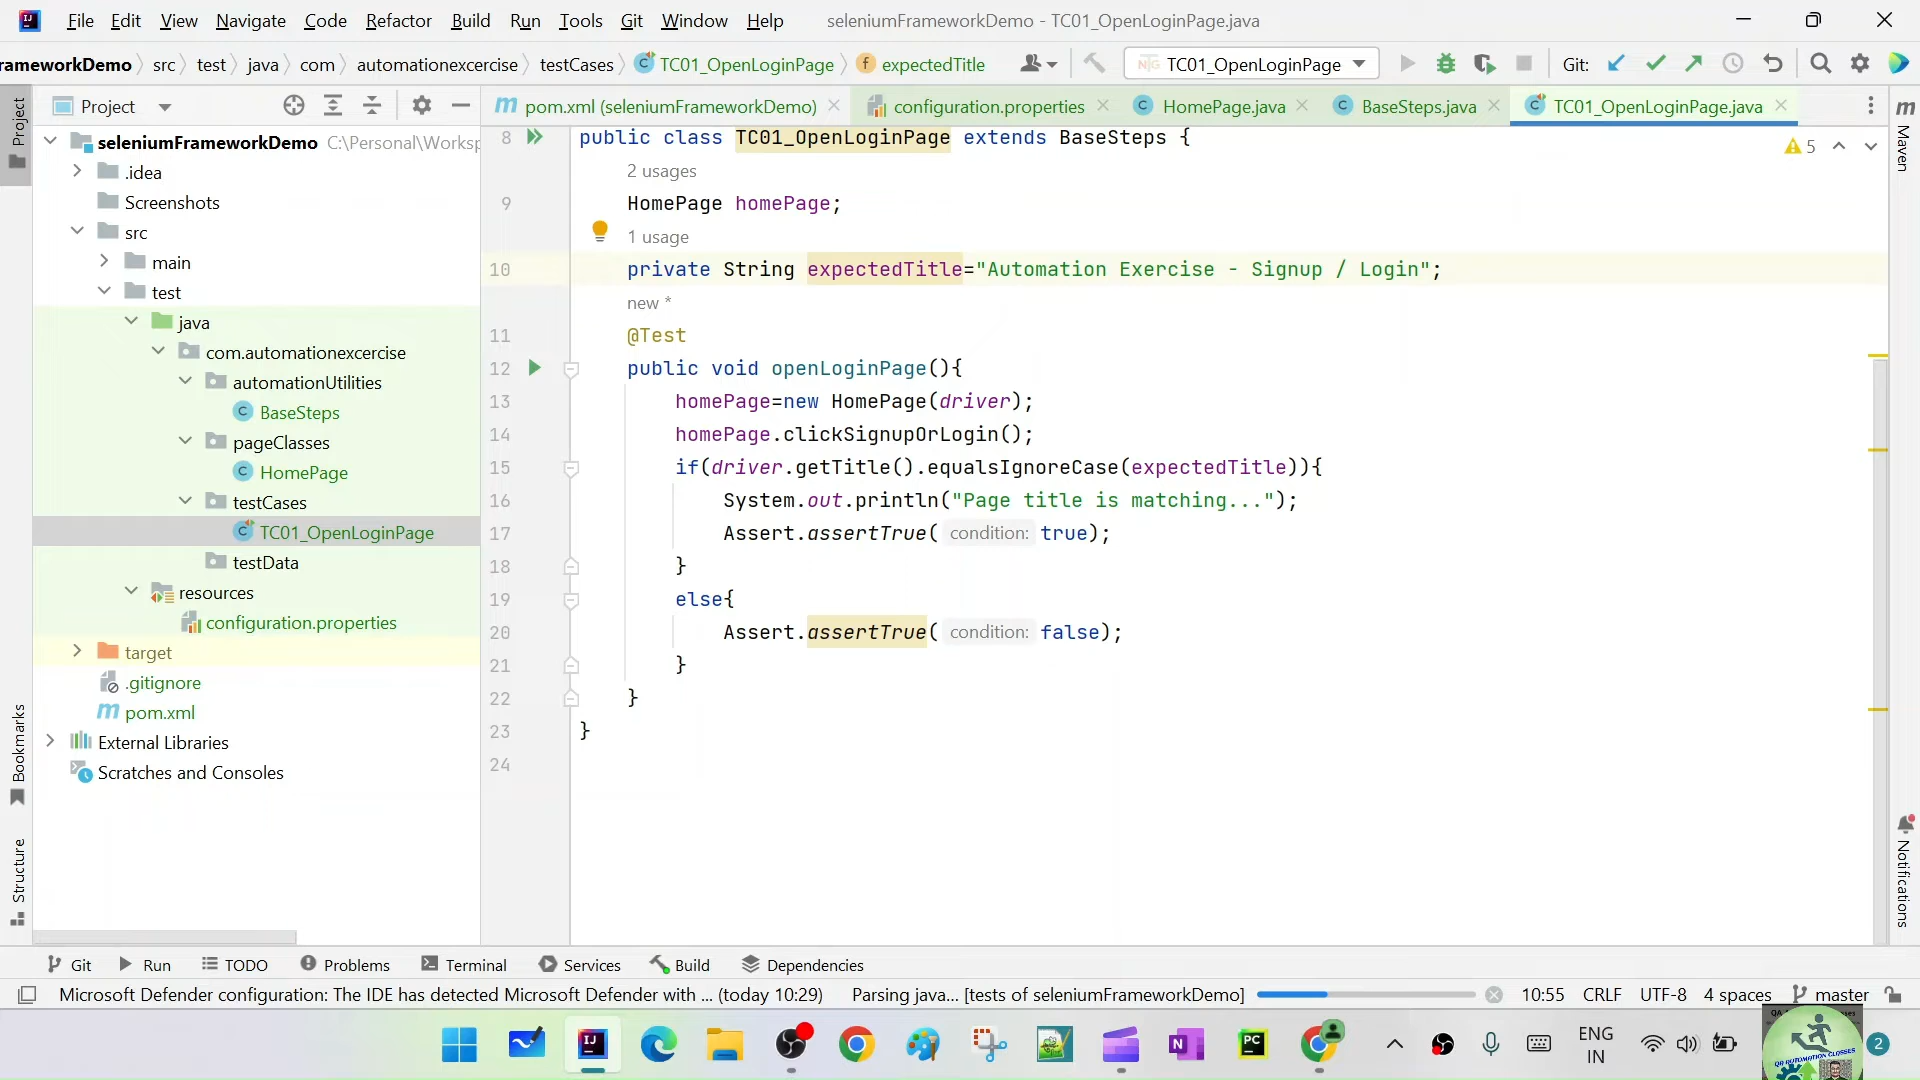 File Edit View Navigate Code Refactor Build Run Tools Git Window Help seleniumFrameworkDemo - TC01_OpenLoginPage.java
rameworkDemo src test java com automationexcercise testCases TC01_OpenLoginPage expectedTitle TC01_OpenLoginPage Git:
Project
pom.xml (seleniumFrameworkDemo) configuration.properties HomePage.java BaseSteps.java TC01_OpenLoginPage.java
Project
Bookmarks
Structure
seleniumFrameworkDemo C:\Personal\Worksp
.idea
Screenshots
src
main
test
java
com.automationexcercise
automationUtilities
BaseSteps
pageClasses
HomePage
testCases
TC01_OpenLoginPage
testData
resources
configuration.properties
target
.gitignore
pom.xml
External Libraries
Scratches and Consoles
8 public class TC01_OpenLoginPage extends BaseSteps {
2 usages
9 HomePage homePage;
1 usage
10 private String expectedTitle="Automation Exercise - Signup / Login";
new *
11 @Test
12 public void openLoginPage(){
13 homePage=new HomePage(driver);
14 homePage.clickSignupOrLogin();
15 if(driver.getTitle().equalsIgnoreCase(expectedTitle)){
16 System.out.println("Page title is matching...");
17 Assert.assertTrue( condition: true);
18 }
19 else{
20 Assert.assertTrue( condition: false);
21 }
22 }
23 }
24
5
Maven
Notifications
Git Run TODO Problems Terminal Services Build Dependencies
Microsoft Defender configuration: The IDE has detected Microsoft Defender with ... (today 10:29) Parsing java... [tests of seleniumFrameworkDemo] 10:55 CRLF UTF-8 4 spaces master
ENG
IN
2
QA AUTOMATION CLASSES